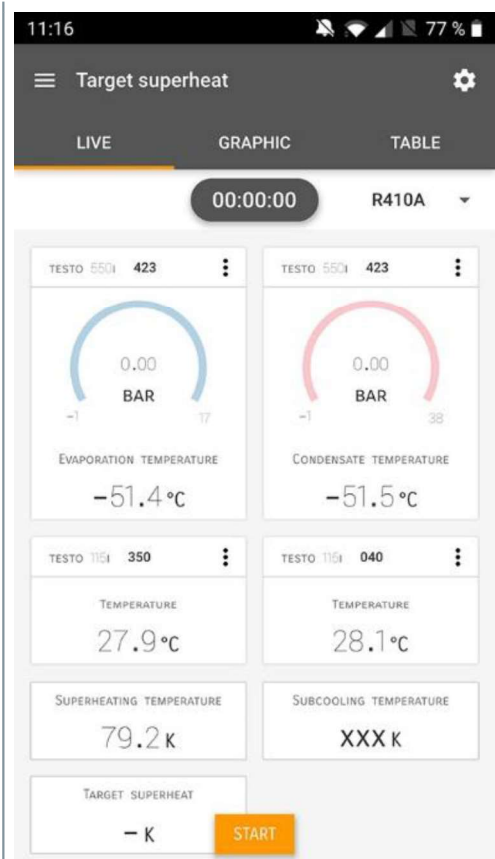 11:16 77 %
Target superheat
LIVE GRAPHIC TABLE
00:00:00 R410A
TESTO 550I 423
0.00
BAR
-1 17
EVAPORATION TEMPERATURE
-51.4 °C
TESTO 550I 423
0.00
BAR
-1 38
CONDENSATE TEMPERATURE
-51.5 °C
TESTO 115I 350
TEMPERATURE
27.9 °C
TESTO 115I 040
TEMPERATURE
28.1 °C
SUPERHEATING TEMPERATURE
79.2 K
SUBCOOLING TEMPERATURE
XXX K
TARGET SUPERHEAT
– K
START